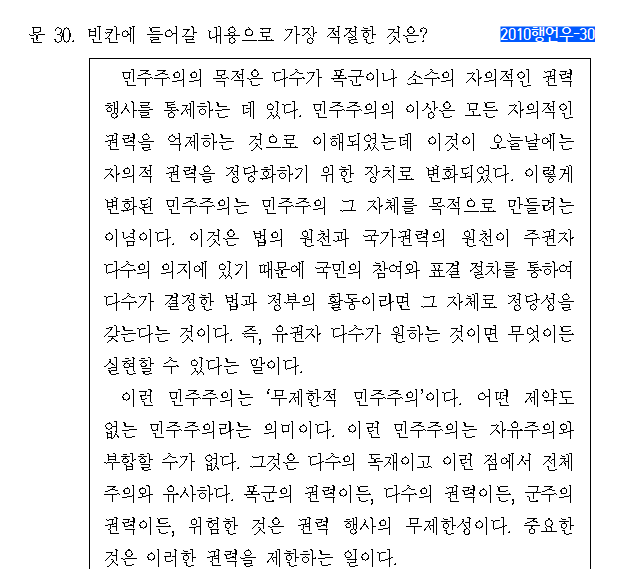 문 30. 빈칸에 들어갈 내용으로 가장 적절한 것은? 2010행언우-30
민주주의의 목적은 다수가 폭군이나 소수의 자의적인 권력
행사를 통제하는 데 있다. 민주주의의 이상은 모든 자의적인
권력을 억제하는 것으로 이해되었는데 이것이 오늘날에는
자의적 권력을 정당화하기 위한 장치로 변화되었다. 이렇게
변화된 민주주의는 민주주의 그 자체를 목적으로 만들려는
이념이다. 이것은 법의 원천과 국가권력의 원천이 주권자
다수의 의지에 있기 때문에 국민의 참여와 표결 절차를 통하여
다수가 결정한 법과 정부의 활동이라면 그 자체로 정당성을
갖는다는 것이다. 즉, 유권자 다수가 원하는 것이면 무엇이든
실현할 수 있다는 말이다.
이런 민주주의는 ‘무제한적 민주주의’이다. 어떤 제약도
없는 민주주의라는 의미이다. 이런 민주주의는 자유주의와
부합할 수가 없다. 그것은 다수의 독재이고 이런 점에서 전체
주의와 유사하다. 폭군의 권력이든, 다수의 권력이든, 군주의
권력이든, 위험한 것은 권력 행사의 무제한성이다. 중요한
것은 이러한 권력을 제한하는 일이다.